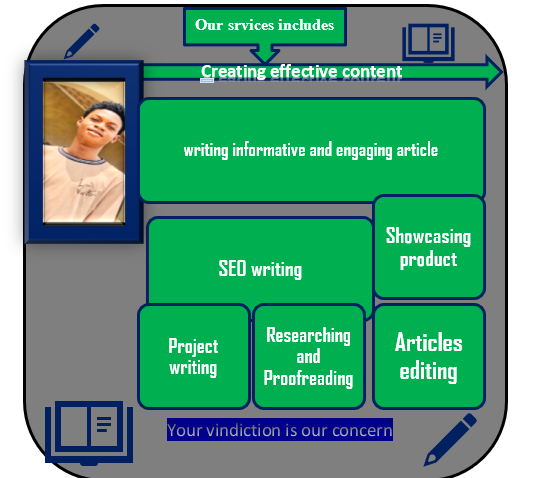 Our srvices includes
Creating effective content
writing informative and engaging article
Showcasing
product
SEO writing
Project
writing
Researching
and
Proofreading
Articles
editing
Your vindiction is our concern